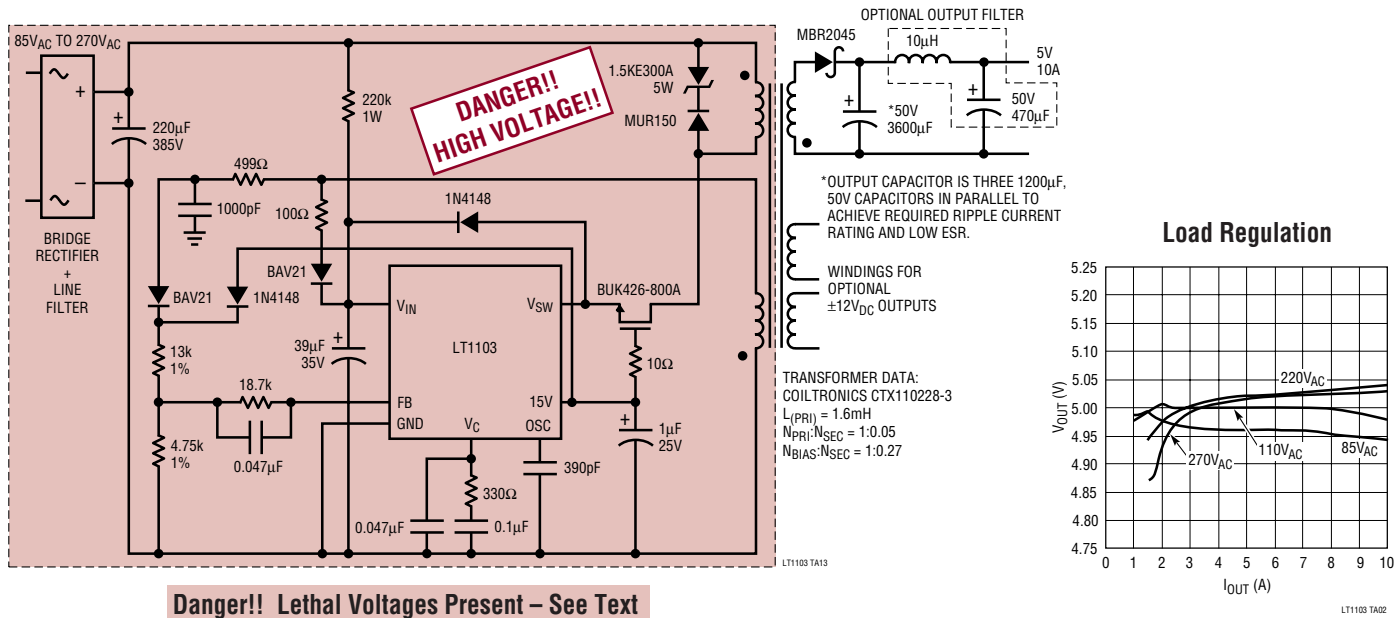 85VAC TO 270VAC
+
−
BRIDGE
RECTIFIER
+
LINE
FILTER
+
220µF
385V
220k
1W
DANGER!!
HIGH VOLTAGE!!
1.5KE300A
5W
MUR150
499Ω
1000pF
100Ω
1N4148
BAV21
BAV21
1N4148
VIN
VSW
LT1103
FB
GND
VC
OSC
15V
BUK426-800A
10Ω
+
39µF
35V
13k
1%
18.7k
0.047µF
4.75k
1%
+
1µF
25V
390pF
330Ω
0.047µF
0.1µF
OPTIONAL OUTPUT FILTER
MBR2045
10µH
5V
10A
+
*50V
3600µF
+
50V
470µF
*OUTPUT CAPACITOR IS THREE 1200µF,
50V CAPACITORS IN PARALLEL TO
ACHIEVE REQUIRED RIPPLE CURRENT
RATING AND LOW ESR.
WINDINGS FOR
OPTIONAL
±12VDC OUTPUTS
TRANSFORMER DATA:
COILTRONICS CTX110228-3
L(PRI) = 1.6mH
NPRI:NSEC = 1:0.05
NBIAS:NSEC = 1:0.27
LT1103 TA13
Danger!! Lethal Voltages Present – See Text
Load Regulation
VOUT (V)
5.25
5.20
5.15
5.10
5.05
5.00
4.95
4.90
4.85
4.80
4.75
220VAC
110VAC
85VAC
270VAC
0 1 2 3 4 5 6 7 8 9 10
IOUT (A)
LT1103 TA02